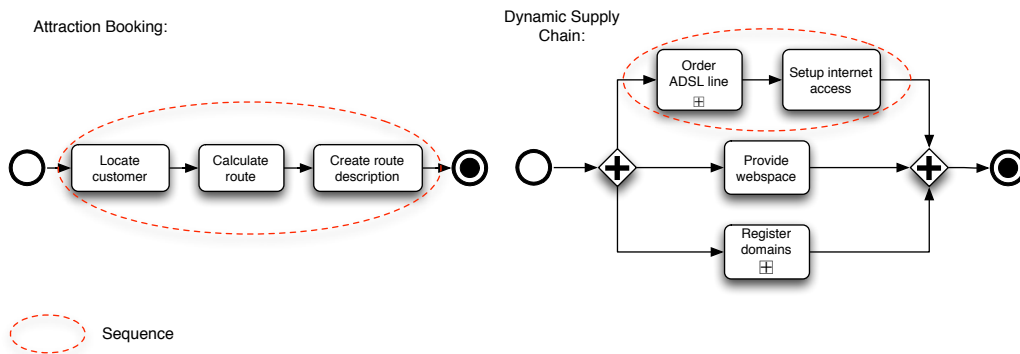 Attraction Booking:
Locate
customer
Calculate
route
Create route
description
Dynamic Supply
Chain:
Order
ADSL line
Setup internet
access
Provide
webspace
Register
domains
Sequence